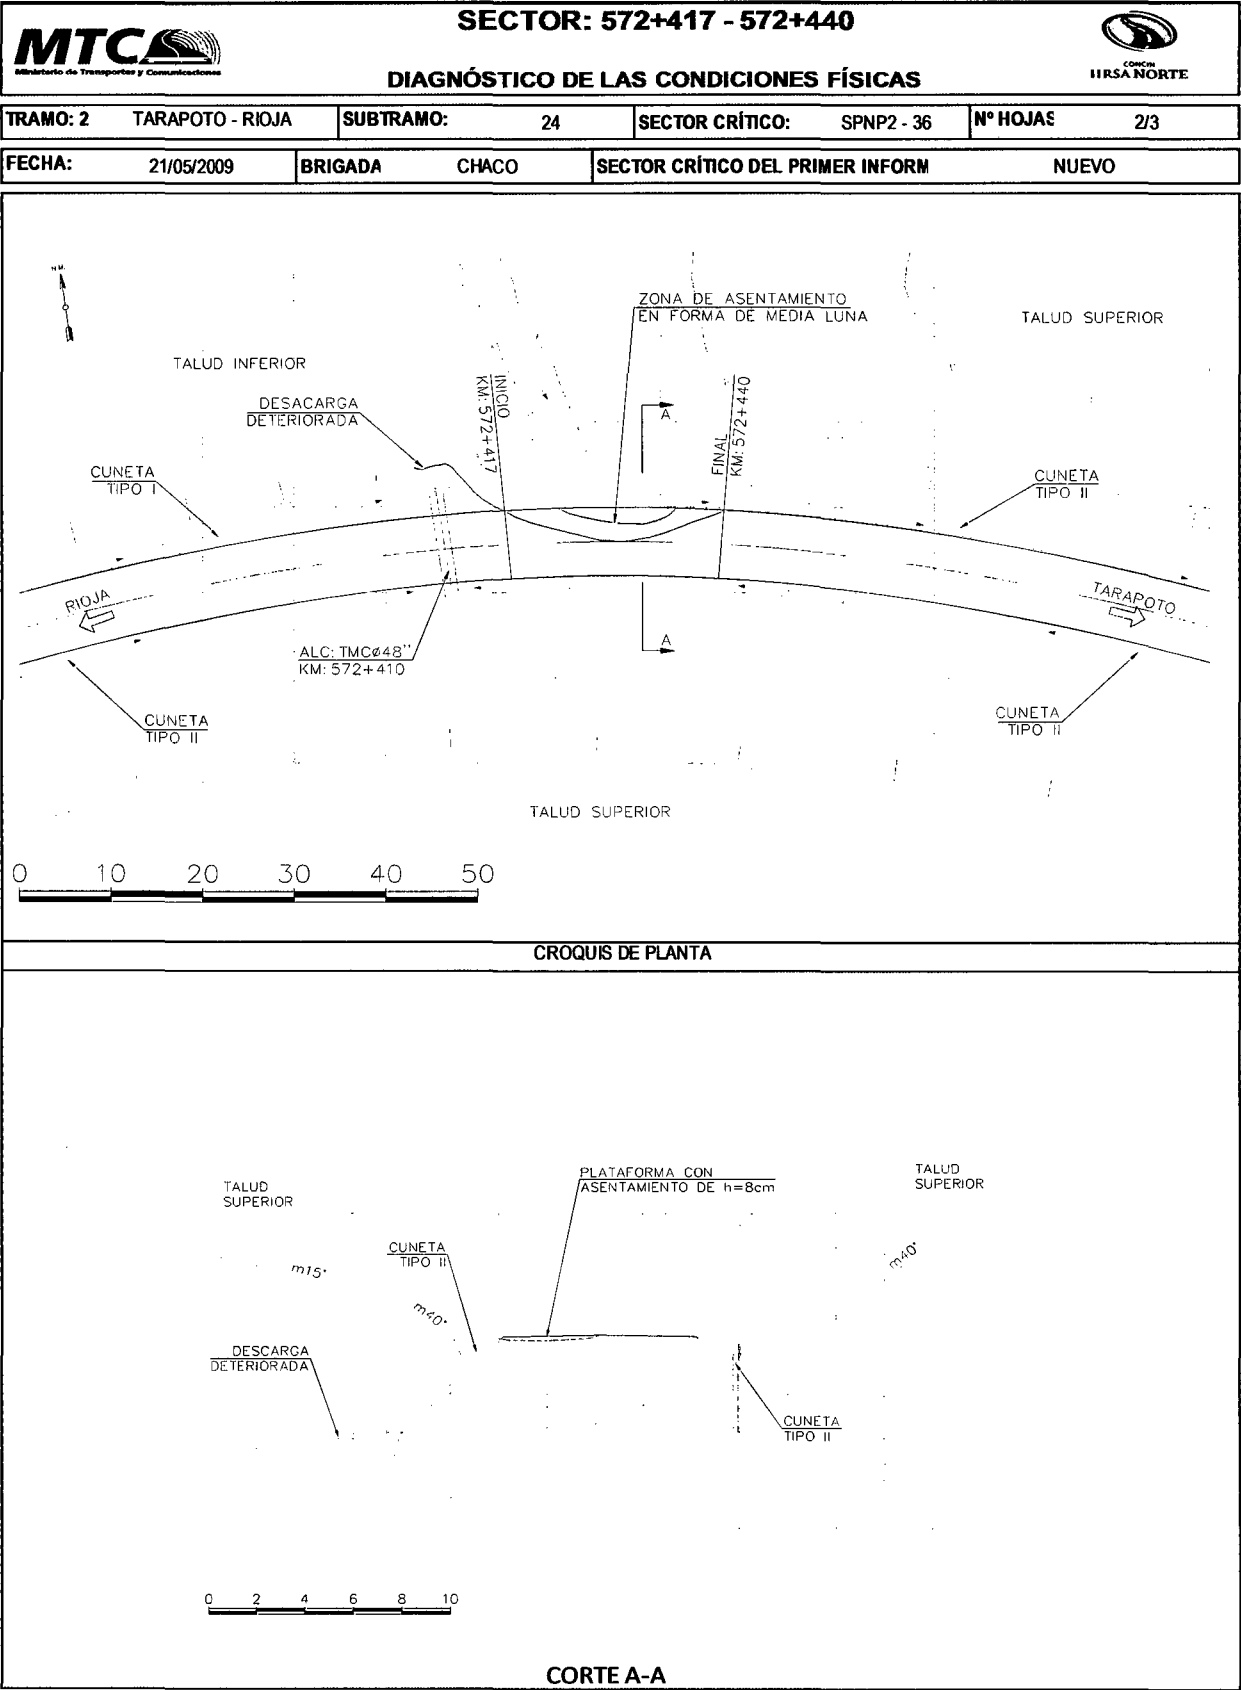 SECTOR: 572+417 - 572+440
MTC
Ministerio de Transportes y Comunicaciones
CONCIN
IIRSA NORTE
DIAGNÓSTICO DE LAS CONDICIONES FÍSICAS
TRAMO: 2 TARAPOTO - RIOJA SUBTRAMO: 24 SECTOR CRÍTICO: SPNP2 - 36 Nº HOJAS 2/3
FECHA: 21/05/2009 BRIGADA CHACO SECTOR CRÍTICO DEL PRIMER INFORM NUEVO
N.M.
ZONA DE ASENTAMIENTO
EN FORMA DE MEDIA LUNA
TALUD SUPERIOR
TALUD INFERIOR
INICIO
KM: 572+417
FINAL
KM: 572+440
A
DESACARGA
DETERIORADA
CUNETA
TIPO I
CUNETA
TIPO II
RIOJA
TARAPOTO
ALC: TMCø48"
KM: 572+410
A
CUNETA
TIPO II
CUNETA
TIPO II
TALUD SUPERIOR
0 10 20 30 40 50
CROQUIS DE PLANTA
TALUD
SUPERIOR
PLATAFORMA CON
ASENTAMIENTO DE h=8cm
TALUD
SUPERIOR
CUNETA
TIPO II
m15°
m40°
m40°
DESCARGA
DETERIORADA
CUNETA
TIPO II
0 2 4 6 8 10
CORTE A-A